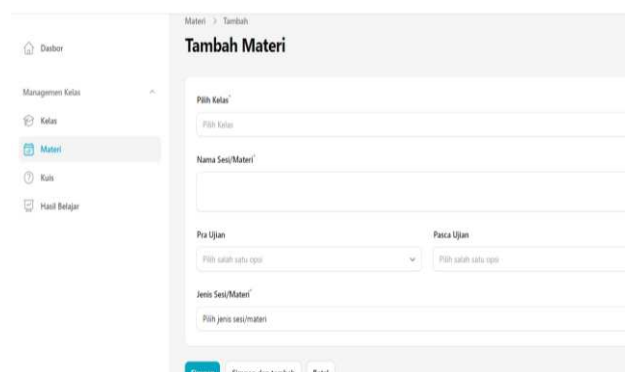 Materi > Tambah
Tambah Materi
Dasbor
Managemen Kelas
Kelas
Materi
Kuis
Hasil Belajar
Pilih Kelas*
Pilih Kelas
Nama Sesi/Materi*
Pra Ujian
Pasca Ujian
Pilih salah satu opsi
Pilih salah satu opsi
Jenis Sesi/Materi*
Pilih jenis sesi/materi